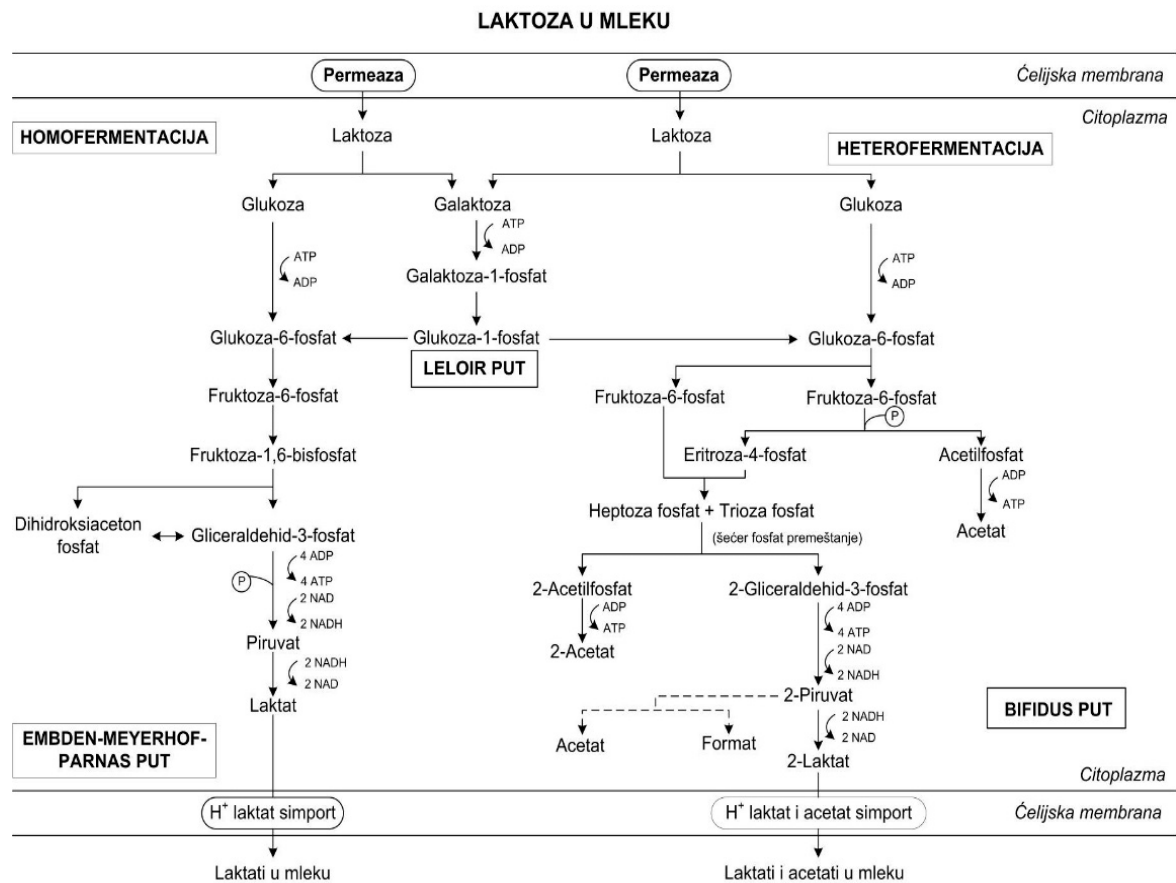 LAKTOZA U MLEKU
Permeaza
Permeaza
Ćelijska membrana
Citoplazma
HOMOFERMENTACIJA
Laktoza
Laktoza
HETEROFERMENTACIJA
Glukoza
Galaktoza
Glukoza
ATP
ADP
ATP
ADP
ATP
ADP
Galaktoza-1-fosfat
Glukoza-6-fosfat
Glukoza-1-fosfat
Glukoza-6-fosfat
LELOIR PUT
Fruktoza-6-fosfat
Fruktoza-6-fosfat
Fruktoza-6-fosfat
P
Fruktoza-1,6-bisfosfat
Eritroza-4-fosfat
Acetilfosfat
ADP
ATP
Acetat
Heptoza fosfat + Trioza fosfat
(šećer fosfat premeštanje)
Dihidroksiaceton
fosfat
Gliceraldehid-3-fosfat
P
4 ADP
4 ATP
2 NAD
2 NADH
2-Acetilfosfat
2-Gliceraldehid-3-fosfat
ADP
ATP
4 ADP
4 ATP
2 NAD
2 NADH
2-Acetat
Piruvat
2 NADH
2 NAD
Laktat
2-Piruvat
2 NADH
2 NAD
Acetat
Format
2-Laktat
BIFIDUS PUT
EMBDEN-MEYERHOF-
PARNAS PUT
Citoplazma
H+ laktat simport
H+ laktat i acetat simport
Ćelijska membrana
Laktati u mleku
Laktati i acetati u mleku